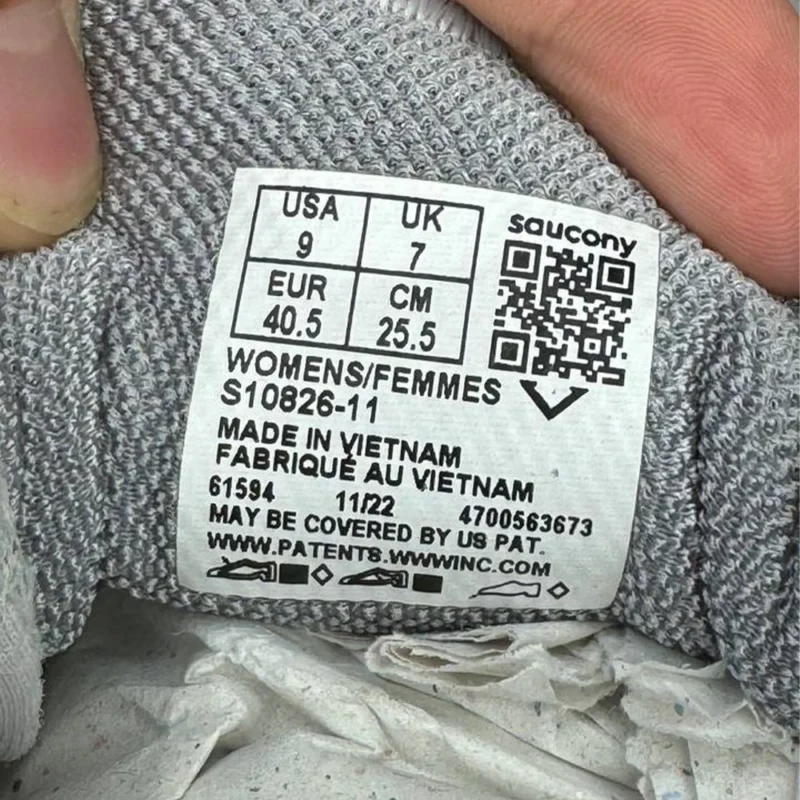 USA UK
9 7
EUR CM
40.5 25.5
saucony
WOMENS/FEMMES
S10826-11
MADE IN VIETNAM
FABRIQUÉ AU VIETNAM
61594 11/22 4700563673
MAY BE COVERED BY US PAT.
WWW.PATENTS.WWWINC.COM